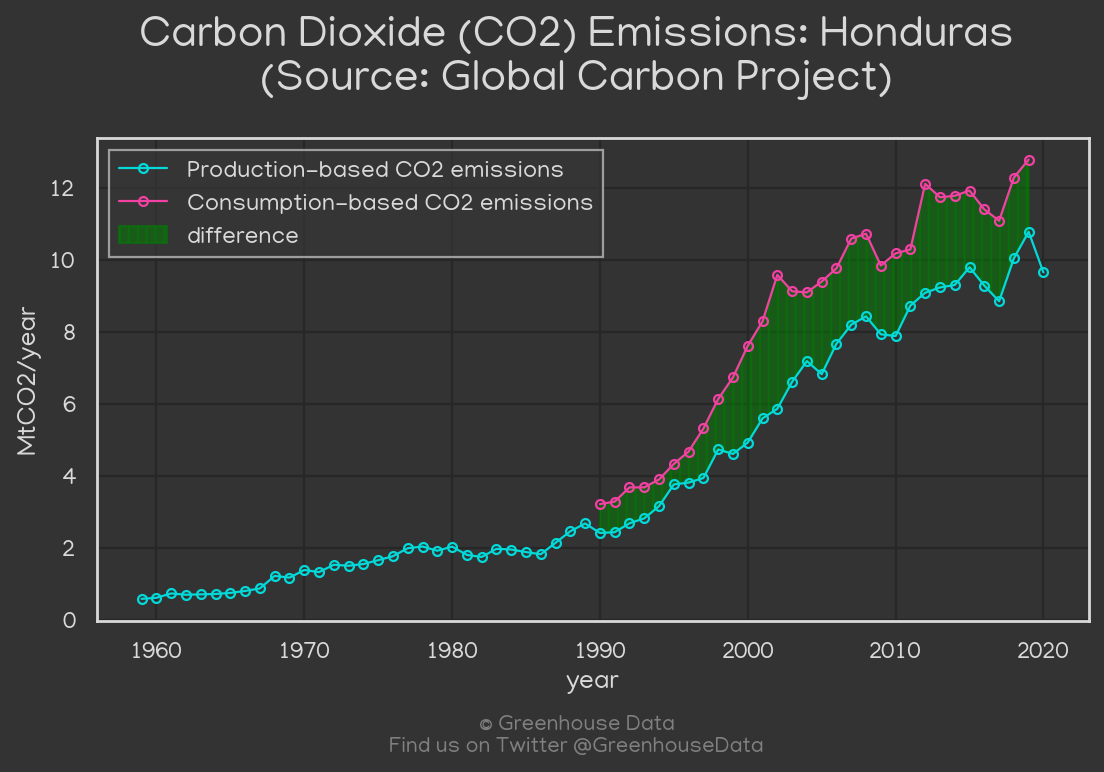 Carbon Dioxide (CO2) Emissions: Honduras
(Source: Global Carbon Project)
Production-based CO2 emissions
Consumption-based CO2 emissions
difference
MtCO2/year
12
10
8
6
4
2
0
1960 1970 1980 1990 2000 2010 2020
year
© Greenhouse Data
Find us on Twitter @GreenhouseData